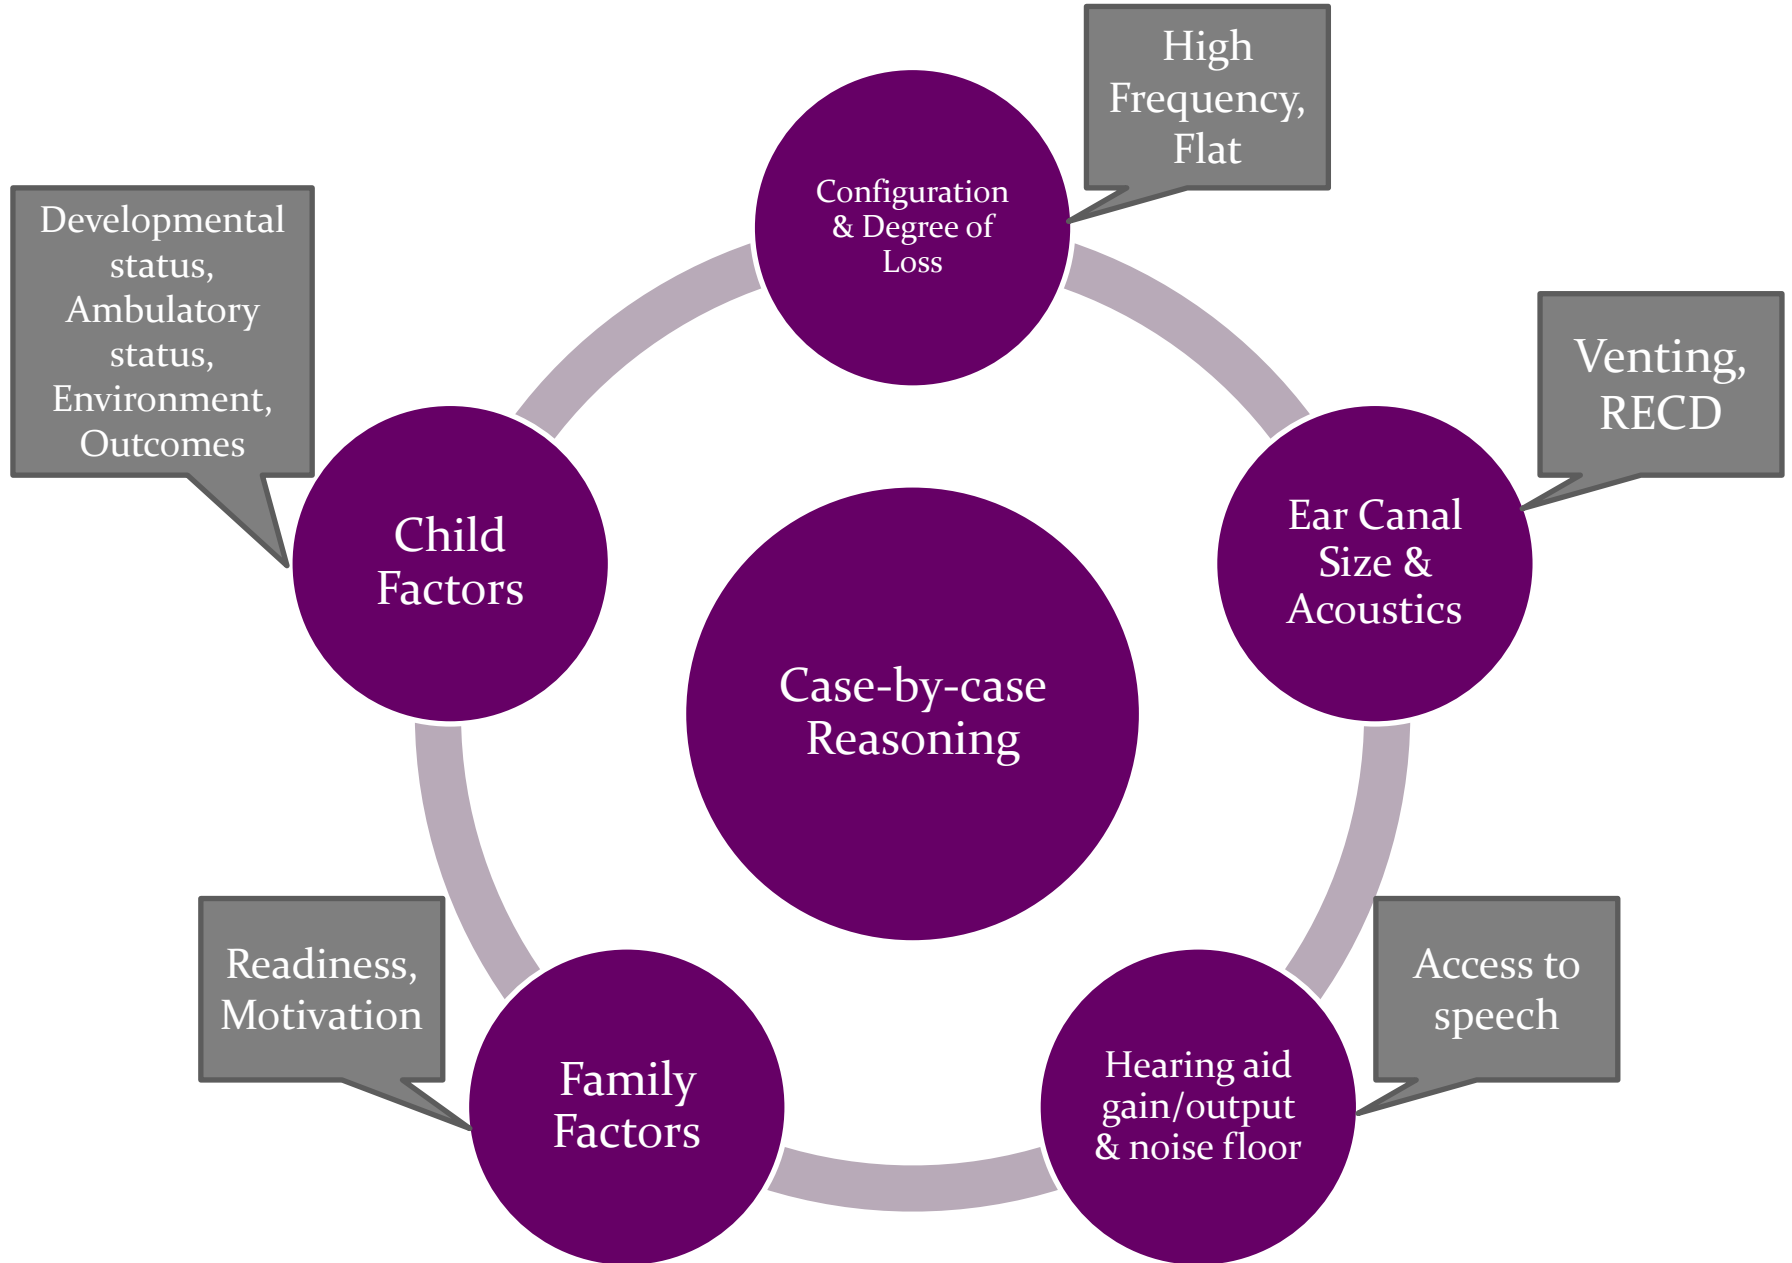 High
Frequency,
Flat
Configuration
& Degree of
Loss
Developmental
status,
Ambulatory
status,
Environment,
Outcomes
Venting,
RECD
Child
Factors
Ear Canal
Size &
Acoustics
Case-by-case
Reasoning
Readiness,
Motivation
Access to
speech
Family
Factors
Hearing aid
gain/output
& noise floor